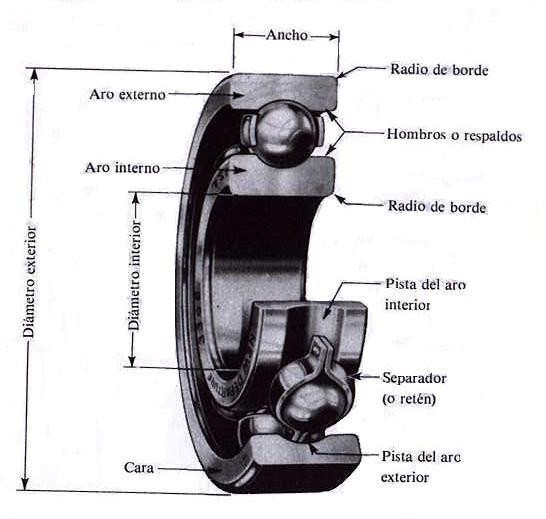 Ancho
Radio de borde
Aro externo
Hombros o respaldos
Aro interno
Radio de borde
Diámetro exterior
Diámetro interior
Pista del aro
interior
Separador
(o retén)
Pista del aro
exterior
Cara